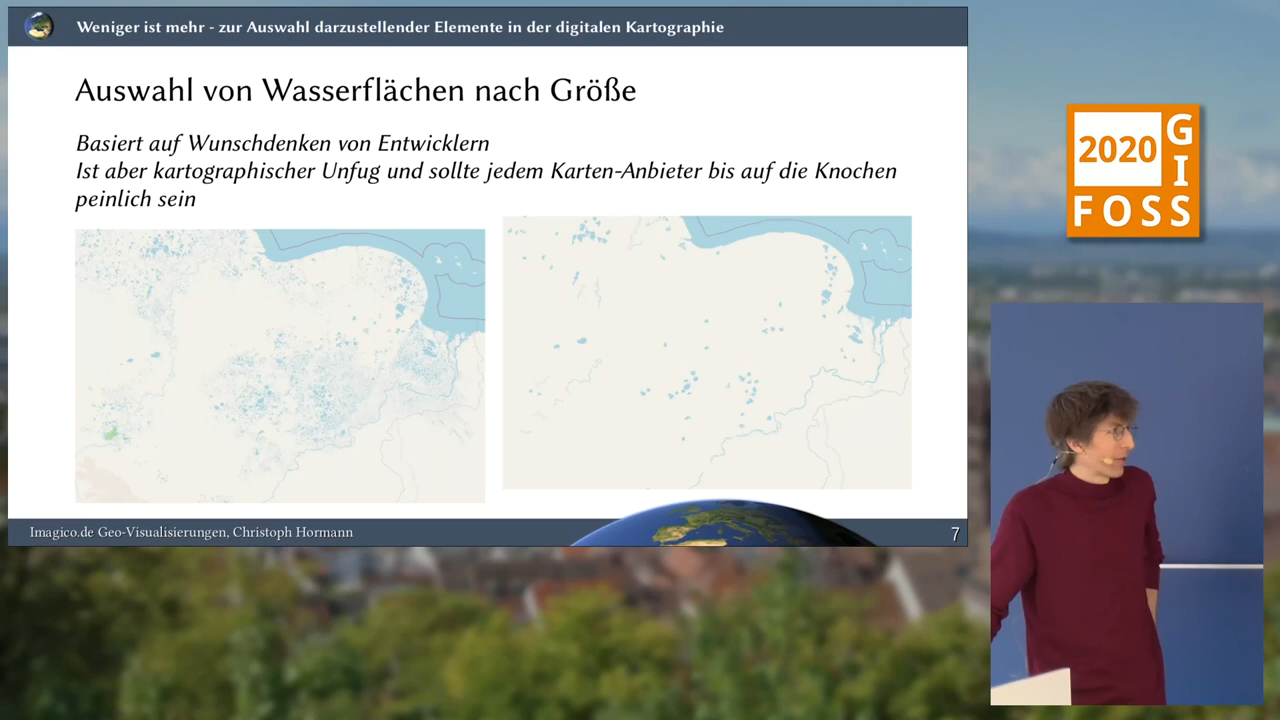 Weniger ist mehr - zur Auswahl darzustellender Elemente in der digitalen Kartographie
Auswahl von Wasserflächen nach Größe
Basiert auf Wunschdenken von Entwicklern
Ist aber kartographischer Unfug und sollte jedem Karten-Anbieter bis auf die Knochen
peinlich sein
Imagico.de Geo-Visualisierungen, Christoph Hormann
7
2020
GI
FOSS